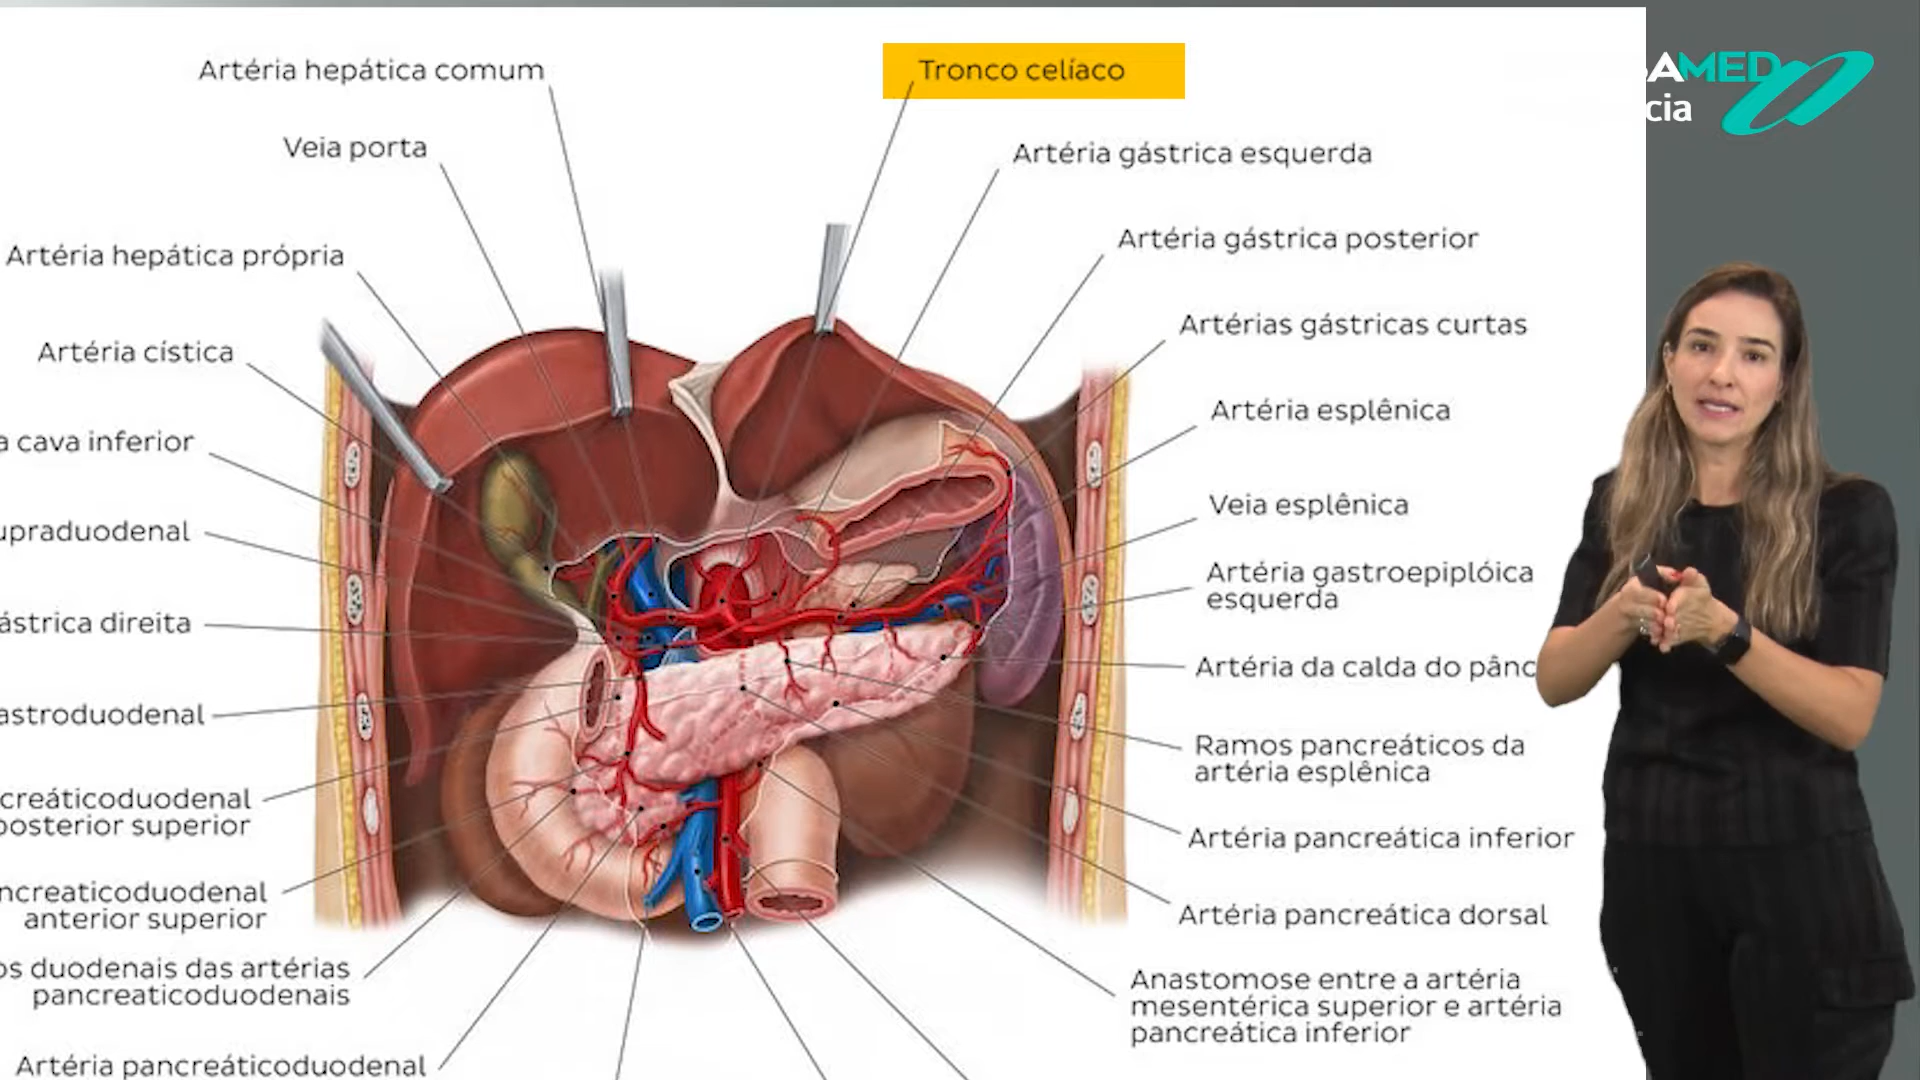 Artéria hepática comum
Tronco celíaco
AMED
cia
Veia porta
Artéria gástrica esquerda
Artéria hepática própria
Artéria gástrica posterior
Artéria cística
Artérias gástricas curtas
a cava inferior
Artéria esplênica
upraduodenal
Veia esplênica
ástrica direita
Artéria gastroepiplóica
esquerda
astroduodenal
Artéria da calda do pânc
creáticoduodenal
posterior superior
Ramos pancreáticos da
artéria esplênica
ncreaticoduodenal
anterior superior
Artéria pancreática inferior
os duodenais das artérias
pancreaticoduodenais
Artéria pancreática dorsal
Artéria pancreáticoduodenal
Anastomose entre a artéria
mesentérica superior e artéria
pancreática inferior